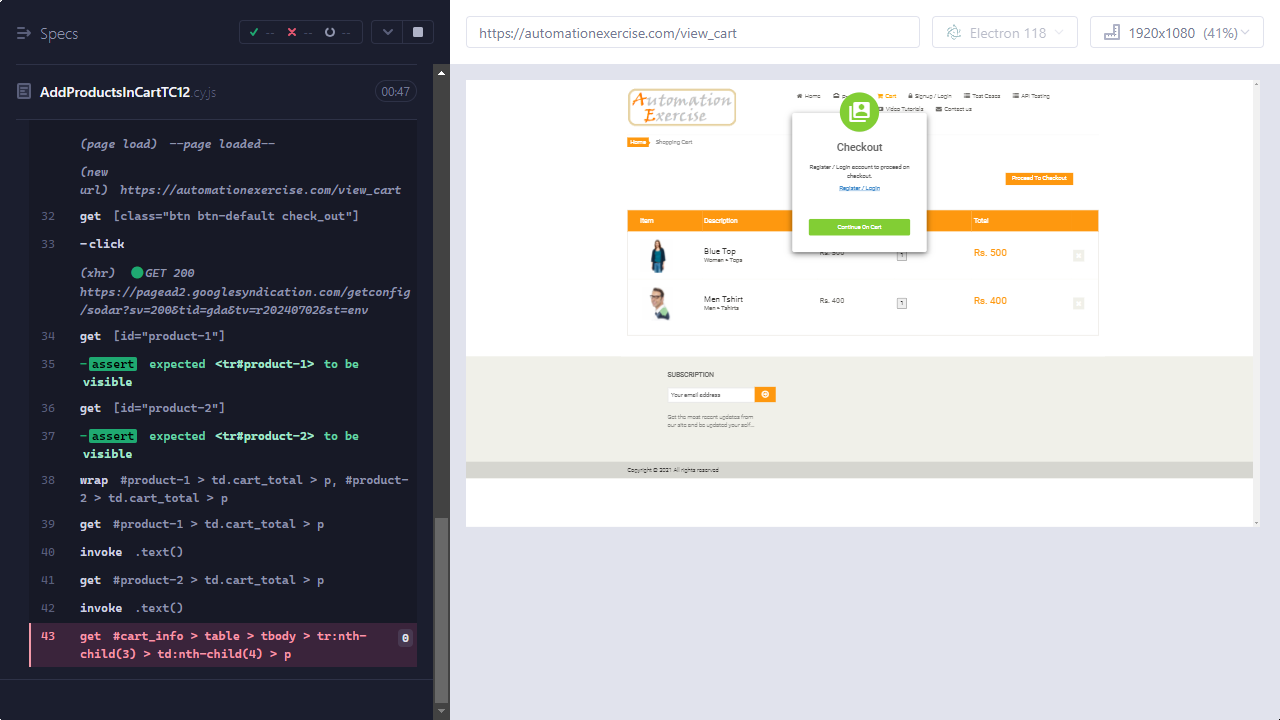 Specs
--
--
--
AddProductsInCartTC12.cy.js
00:47
(page load) --page loaded--
(new url) https://automationexercise.com/view_cart
32 get [class="btn btn-default check_out"]
33 -click
(xhr) GET 200
https://pagead2.googlesyndication.com/getconfig
/sodar?sv=200&tid=gda&tv=r20240702&st=env
34 get [id="product-1"]
35 -assert expected <tr#product-1> to be
visible
36 get [id="product-2"]
37 -assert expected <tr#product-2> to be
visible
38 wrap #product-1 > td.cart_total > p, #product-
2 > td.cart_total > p
39 get #product-1 > td.cart_total > p
40 invoke .text()
41 get #product-2 > td.cart_total > p
42 invoke .text()
43 get #cart_info > table > tbody > tr:nth-
child(3) > td:nth-child(4) > p
0
https://automationexercise.com/view_cart
Electron 118
1920x1080 (41%)
Automation
Exercise
Home
Cart
Signup / Login
Test Cases
API Testing
Video Tutorials
Contact us
Home
Shopping Cart
Checkout
Register / Login account to proceed on
checkout.
Register / Login
Continue On Cart
Proceed To Checkout
Item
Description
Total
Blue Top
Women > Tops
Rs. 500
1
Rs. 500
Men Tshirt
Men > Tshirts
Rs. 400
1
Rs. 400
SUBSCRIPTION
Your email address
Get the most recent updates from
our site and be updated your self...
Copyright © 2021 All rights reserved